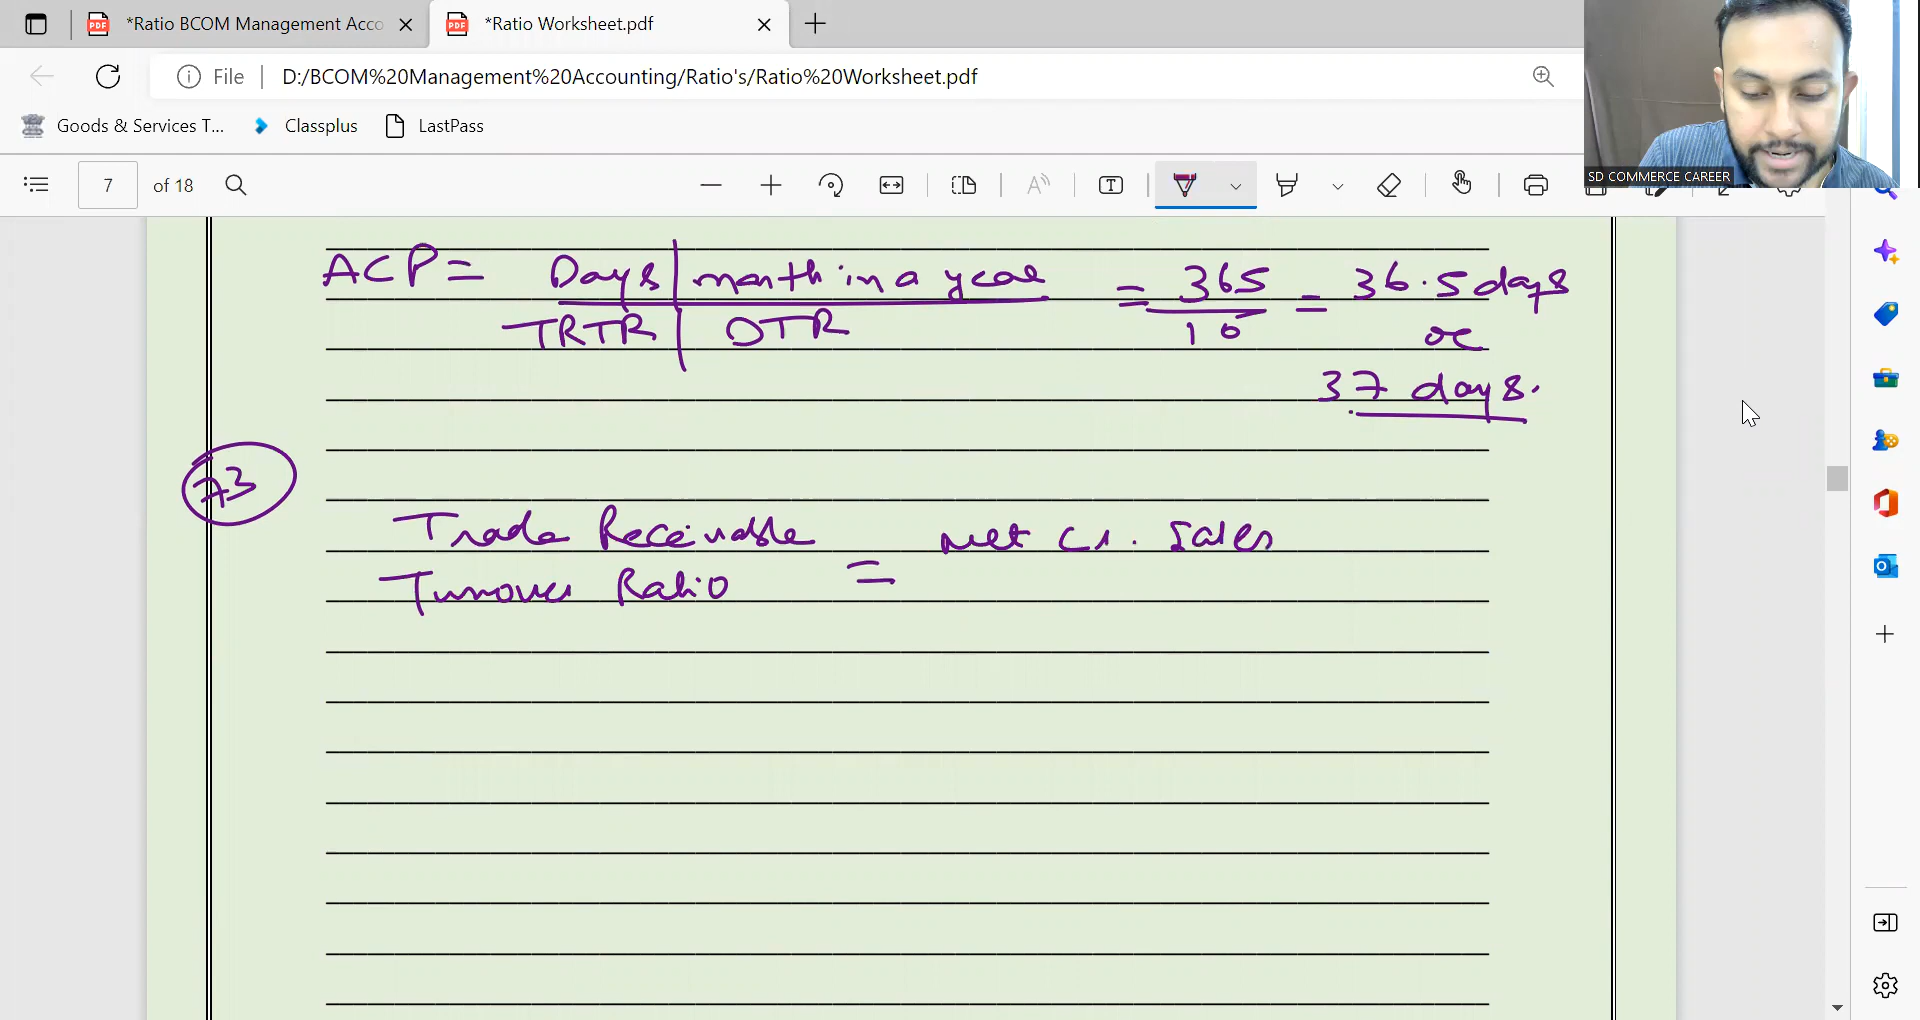 *Ratio BCOM Management Acco
*Ratio Worksheet.pdf
File
D:/BCOM%20Management%20Accounting/Ratio's/Ratio%20Worksheet.pdf
Goods & Services T...
Classplus
LastPass
7 of 18
SD COMMERCE CAREER
ACP = Days | month in a year = 365 = 36.5 days
TRTR | DTR 10 or
37 days.
73
Trade Receivable = Net Cr. Sales
Turnover Ratio